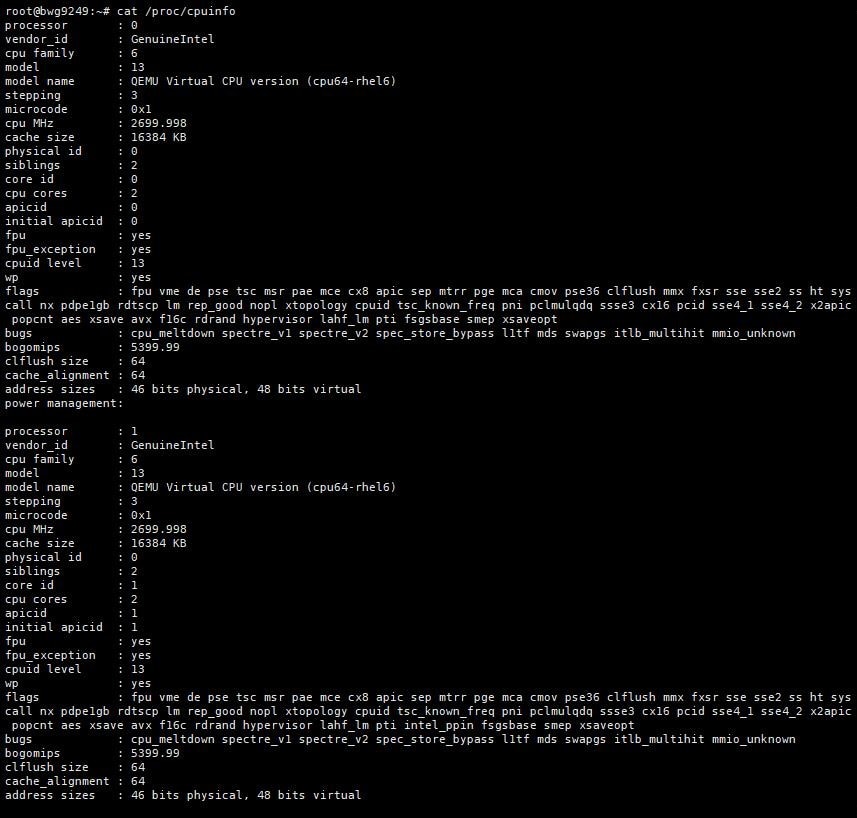 root@bwg9249:~# cat /proc/cpuinfo
processor : 0
vendor_id : GenuineIntel
cpu family : 6
model : 13
model name : QEMU Virtual CPU version (cpu64-rhel6)
stepping : 3
microcode : 0x1
cpu MHz : 2699.998
cache size : 16384 KB
physical id : 0
siblings : 2
core id : 0
cpu cores : 2
apicid : 0
initial apicid : 0
fpu : yes
fpu_exception : yes
cpuid level : 13
wp : yes
flags : fpu vme de pse tsc msr pae mce cx8 apic sep mtrr pge mca cmov pse36 clflush mmx fxsr sse sse2 ss ht sys
call nx pdpe1gb rdtscp lm rep_good nopl xtopology cpuid tsc_known_freq pni pclmulqdq ssse3 cx16 pcid sse4_1 sse4_2 x2apic
popcnt aes xsave avx f16c rdrand hypervisor lahf_lm pti fsgsbase smep xsaveopt
bugs : cpu_meltdown spectre_v1 spectre_v2 spec_store_bypass l1tf mds swapgs itlb_multihit mmio_unknown
bogomips : 5399.99
clflush size : 64
cache_alignment : 64
address sizes : 46 bits physical, 48 bits virtual
power management:
processor : 1
vendor_id : GenuineIntel
cpu family : 6
model : 13
model name : QEMU Virtual CPU version (cpu64-rhel6)
stepping : 3
microcode : 0x1
cpu MHz : 2699.998
cache size : 16384 KB
physical id : 0
siblings : 2
core id : 1
cpu cores : 2
apicid : 1
initial apicid : 1
fpu : yes
fpu_exception : yes
cpuid level : 13
wp : yes
flags : fpu vme de pse tsc msr pae mce cx8 apic sep mtrr pge mca cmov pse36 clflush mmx fxsr sse sse2 ss ht sys
call nx pdpe1gb rdtscp lm rep_good nopl xtopology cpuid tsc_known_freq pni pclmulqdq ssse3 cx16 pcid sse4_1 sse4_2 x2apic
popcnt aes xsave avx f16c rdrand hypervisor lahf_lm pti intel_ppin fsgsbase smep xsaveopt
bugs : cpu_meltdown spectre_v1 spectre_v2 spec_store_bypass l1tf mds swapgs itlb_multihit mmio_unknown
bogomips : 5399.99
clflush size : 64
cache_alignment : 64
address sizes : 46 bits physical, 48 bits virtual